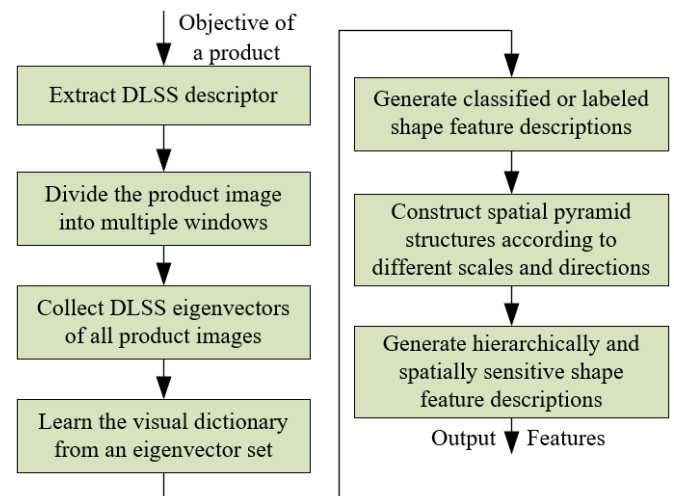 Objective of
a product
Extract DLSS descriptor
Divide the product image
into multiple windows
Collect DLSS eigenvectors
of all product images
Learn the visual dictionary
from an eigenvector set
Generate classified or labeled
shape feature descriptions
Construct spatial pyramid
structures according to
different scales and directions
Generate hierarchically and
spatially sensitive shape
feature descriptions
Output Features